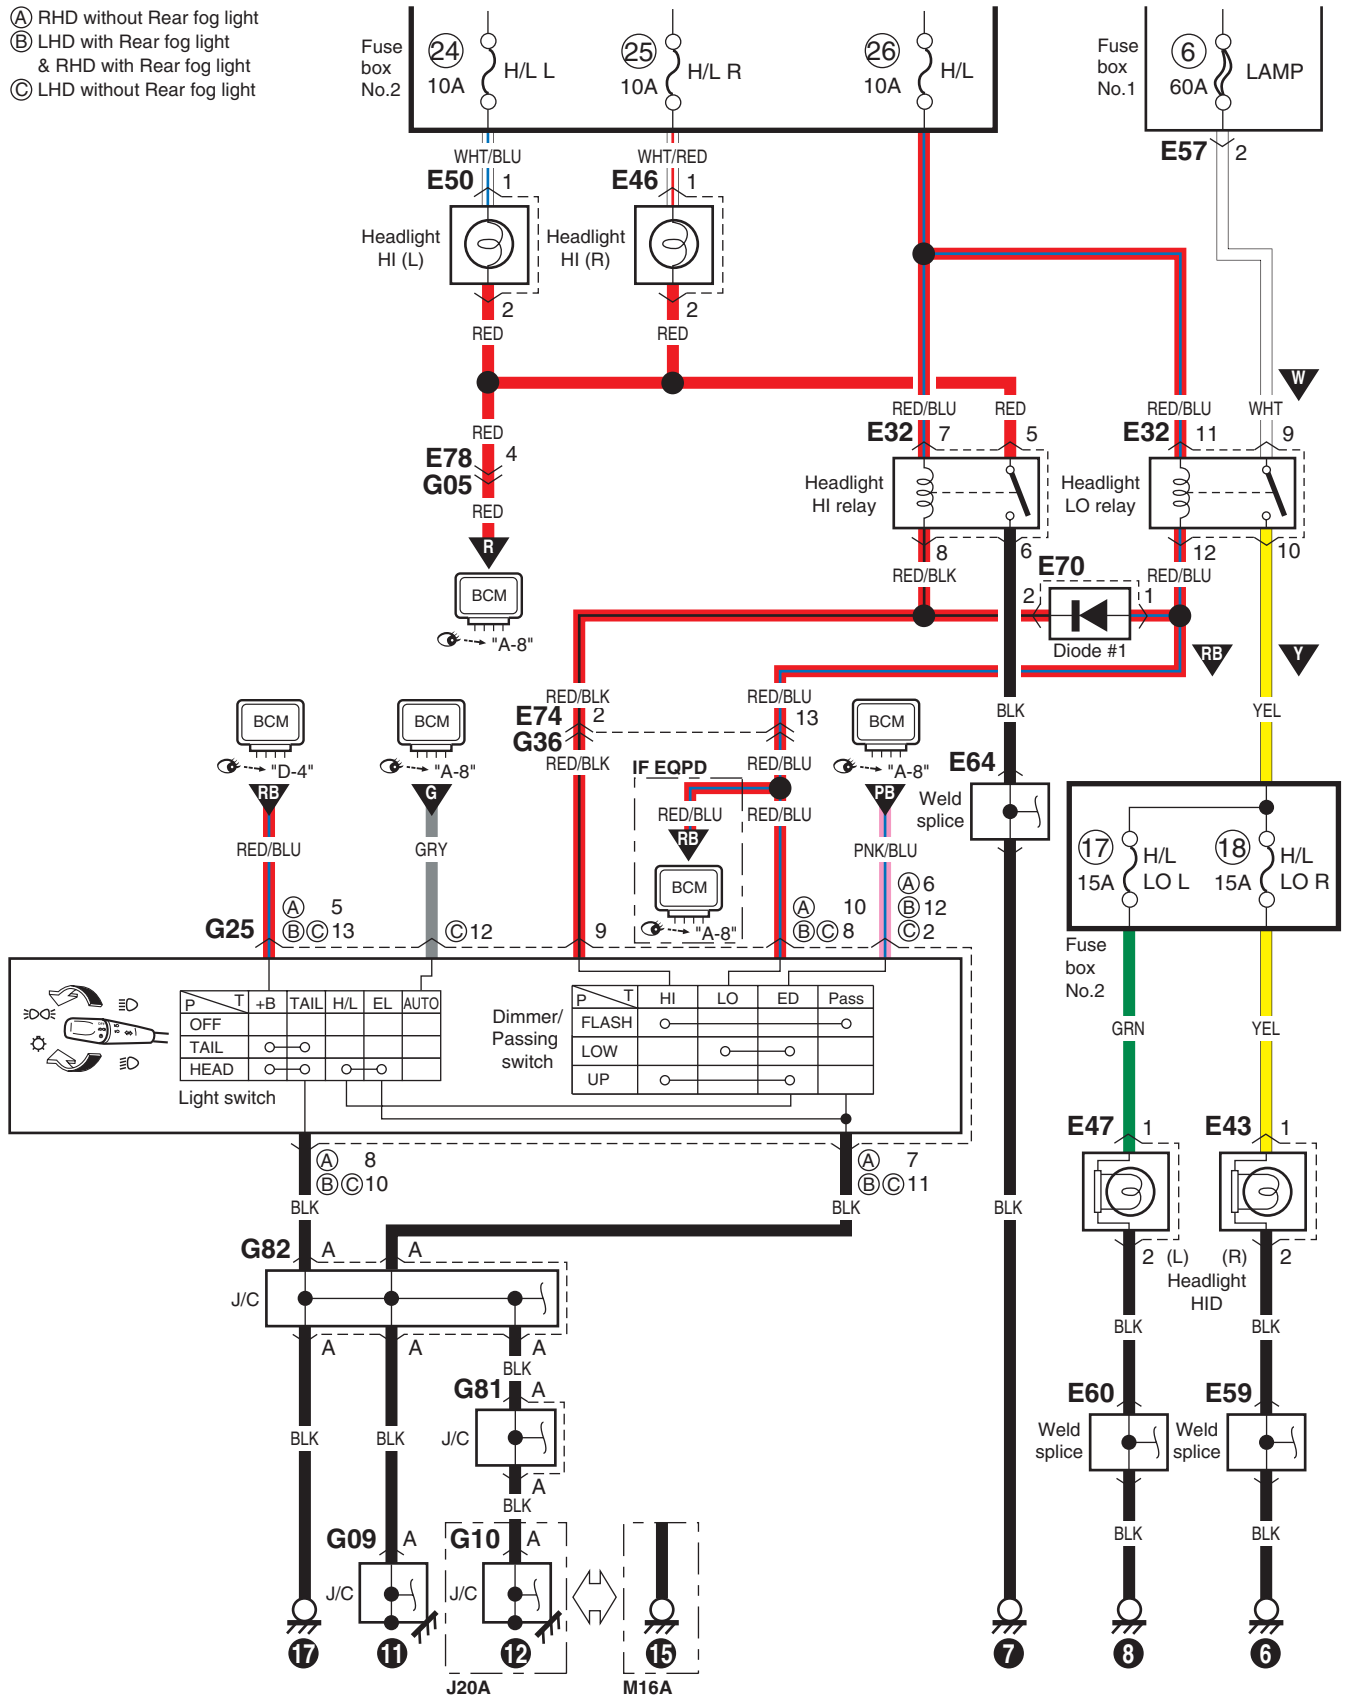 Ⓐ RHD without Rear fog light
Ⓑ LHD with Rear fog light
& RHD with Rear fog light
Ⓒ LHD without Rear fog light
Fuse
box
No.2
24
10A
H/L L
25
10A
H/L R
26
10A
H/L
Fuse
box
No.1
6
60A
LAMP
E57 2
WHT/BLU
E50 1
WHT/RED
E46 1
Headlight
HI (L)
Headlight
HI (R)
2
2
RED
RED
W
RED
E78 4
G05
RED
R
BCM
"A-8"
RED/BLU
RED
E32 7
5
RED/BLU
WHT
E32 11
9
Headlight
HI relay
Headlight
LO relay
8
6
12
10
RED/BLK
RED/BLU
E70
2
1
Diode #1
RB
Y
RED/BLK
RED/BLU
E74 2
13
G36
BLK
YEL
BCM
"D-4"
RB
RED/BLU
BCM
"A-8"
G
GRY
RED/BLK
IF EQPD
RED/BLU
RED/BLU
RED/BLU
RB
BCM
"A-8"
BCM
"A-8"
PB
PNK/BLU
E64
Weld
splice
17
15A
H/L
LO L
18
15A
H/L
LO R
Fuse
box
No.2
G25
Ⓐ 5
ⒷⒸ 13
Ⓒ 12
9
Ⓐ 10
ⒷⒸ 8
Ⓐ 6
Ⓑ 12
Ⓒ 2
P T +B TAIL H/L EL AUTO
OFF
TAIL
HEAD
Light switch
Dimmer/
Passing
switch
P T HI LO ED Pass
FLASH
LOW
UP
GRN
YEL
E47 1
E43 1
Ⓐ 8
ⒷⒸ 10
BLK
Ⓐ 7
ⒷⒸ 11
BLK
BLK
2 (L)
(R) 2
Headlight
HID
G82 A
A
J/C
A
A
A
BLK
BLK
BLK
G81 A
J/C
A
BLK
BLK
BLK
E60
E59
Weld
splice
Weld
splice
BLK
BLK
G09 A
J/C
G10 A
J/C
17
11
12
15
7
8
6
J20A
M16A